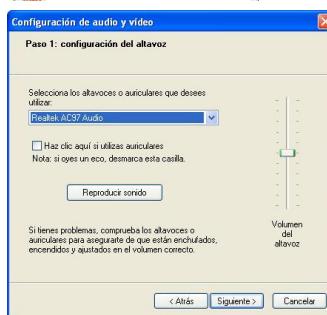 Configuración de audio y vídeo
Paso 1: configuración del altavoz
Selecciona los altavoces o auriculares que desees
utilizar:
Realtek AC97 Audio
Haz clic aquí si utilizas auriculares
Nota: si oyes un eco, desmarca esta casilla.
Reproducir sonido
Si tienes problemas, comprueba los altavoces o
auriculares para asegurarte de que están enchufados,
encendidos y ajustados en el volumen correcto.
Volumen
del
altavoz
< Atrás
Siguiente >
Cancelar